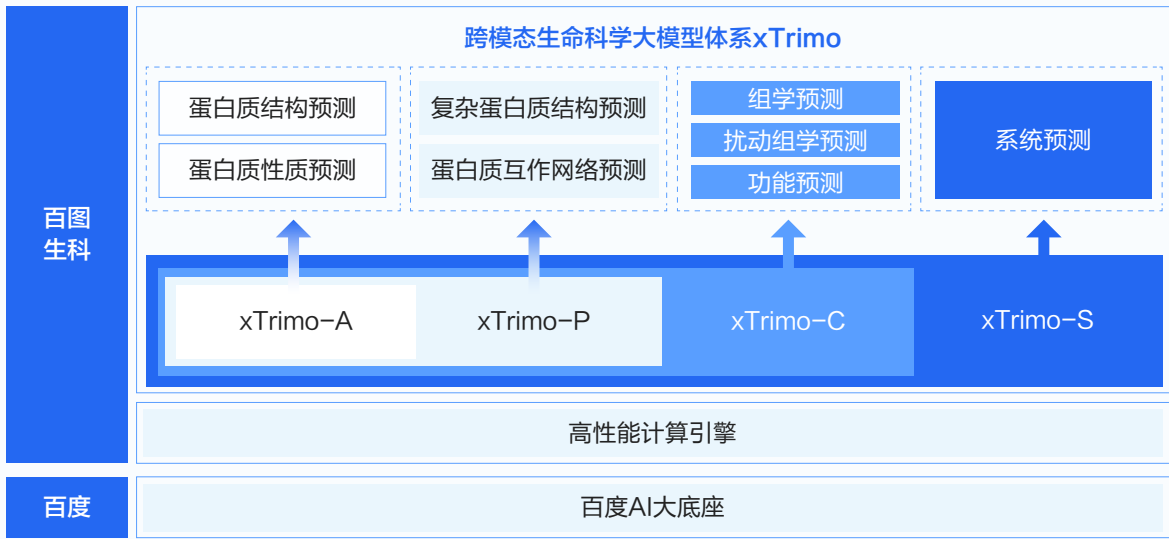 跨模态生命科学大模型体系xTrimo
蛋白质结构预测
蛋白质性质预测
复杂蛋白质结构预测
蛋白质互作网络预测
组学预测
扰动组学预测
功能预测
系统预测
百图
生科
xTrimo-A
xTrimo-P
xTrimo-C
xTrimo-S
高性能计算引擎
百度
百度AI大底座